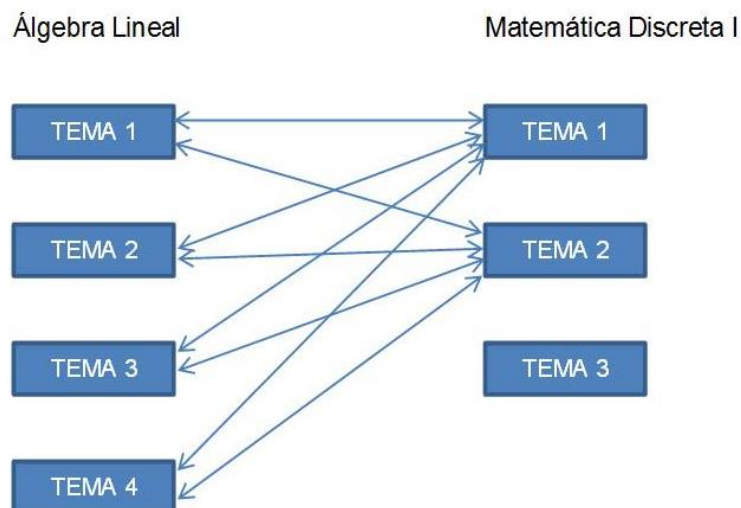 Álgebra Lineal
Matemática Discreta I
TEMA 1
TEMA 1
TEMA 2
TEMA 2
TEMA 3
TEMA 3
TEMA 4